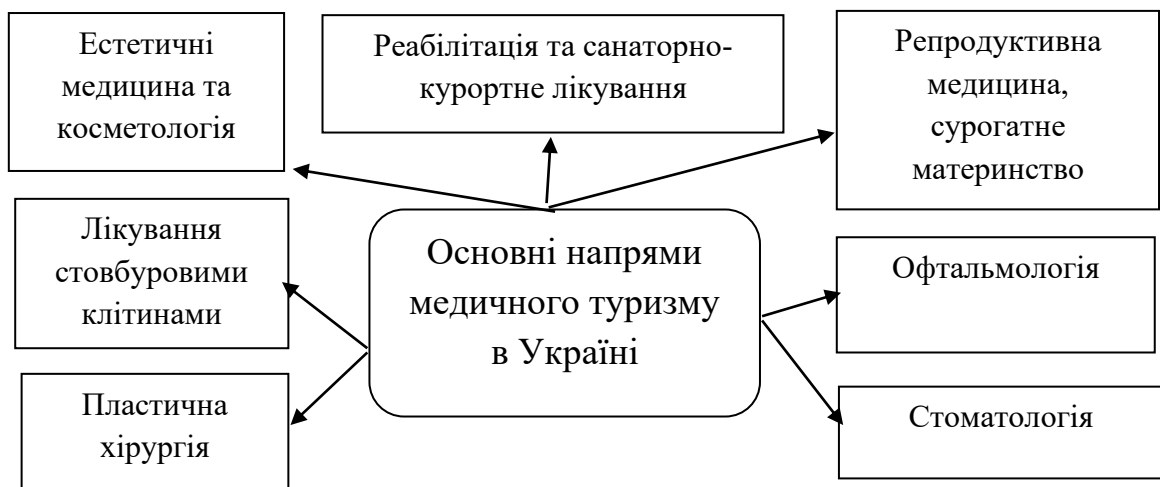 Естетичні
медицина та
косметологія
Реабілітація та санаторно-
курортне лікування
Репродуктивна
медицина,
сурогатне
материнство
Лікування
стовбуровими
клітинами
Основні напрями
медичного туризму
в Україні
Офтальмологія
Пластична
хірургія
Стоматологія